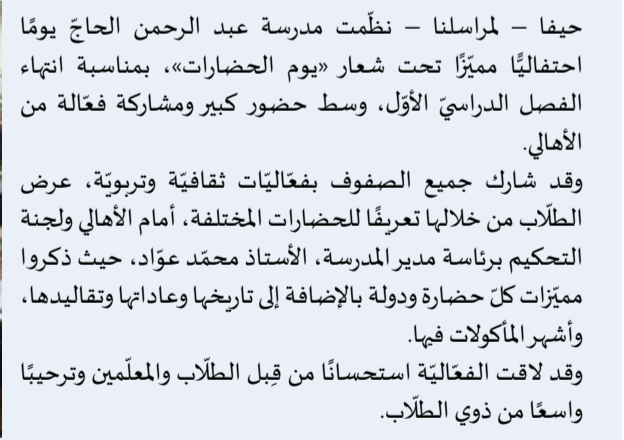 حيفا – لمراسلنا – نظّمت مدرسة عبد الرحمن الحاجّ يومًا
احتفاليًّا مميّزًا تحت شعار «يوم الحضارات»، بمناسبة انتهاء
الفصل الدراسيّ الأوّل، وسط حضور كبير ومشاركة فعّالة من
الأهالي.
وقد شارك جميع الصفوف بفعّاليّات ثقافيّة وتربويّة، عرض
الطلّاب من خلالها تعريفًا للحضارات المختلفة، أمام الأهالي ولجنة
التحكيم برئاسة مدير المدرسة، الأستاذ محمّد عوّاد، حيث ذكروا
مميّزات كلّ حضارة ودولة بالإضافة إلى تاريخها وعاداتها وتقاليدها،
وأشهر المأكولات فيها.
وقد لاقت الفعّاليّة استحسانًا من قِبل الطلّاب والمعلّمين وترحيبًا
واسعًا من ذوي الطلّاب.